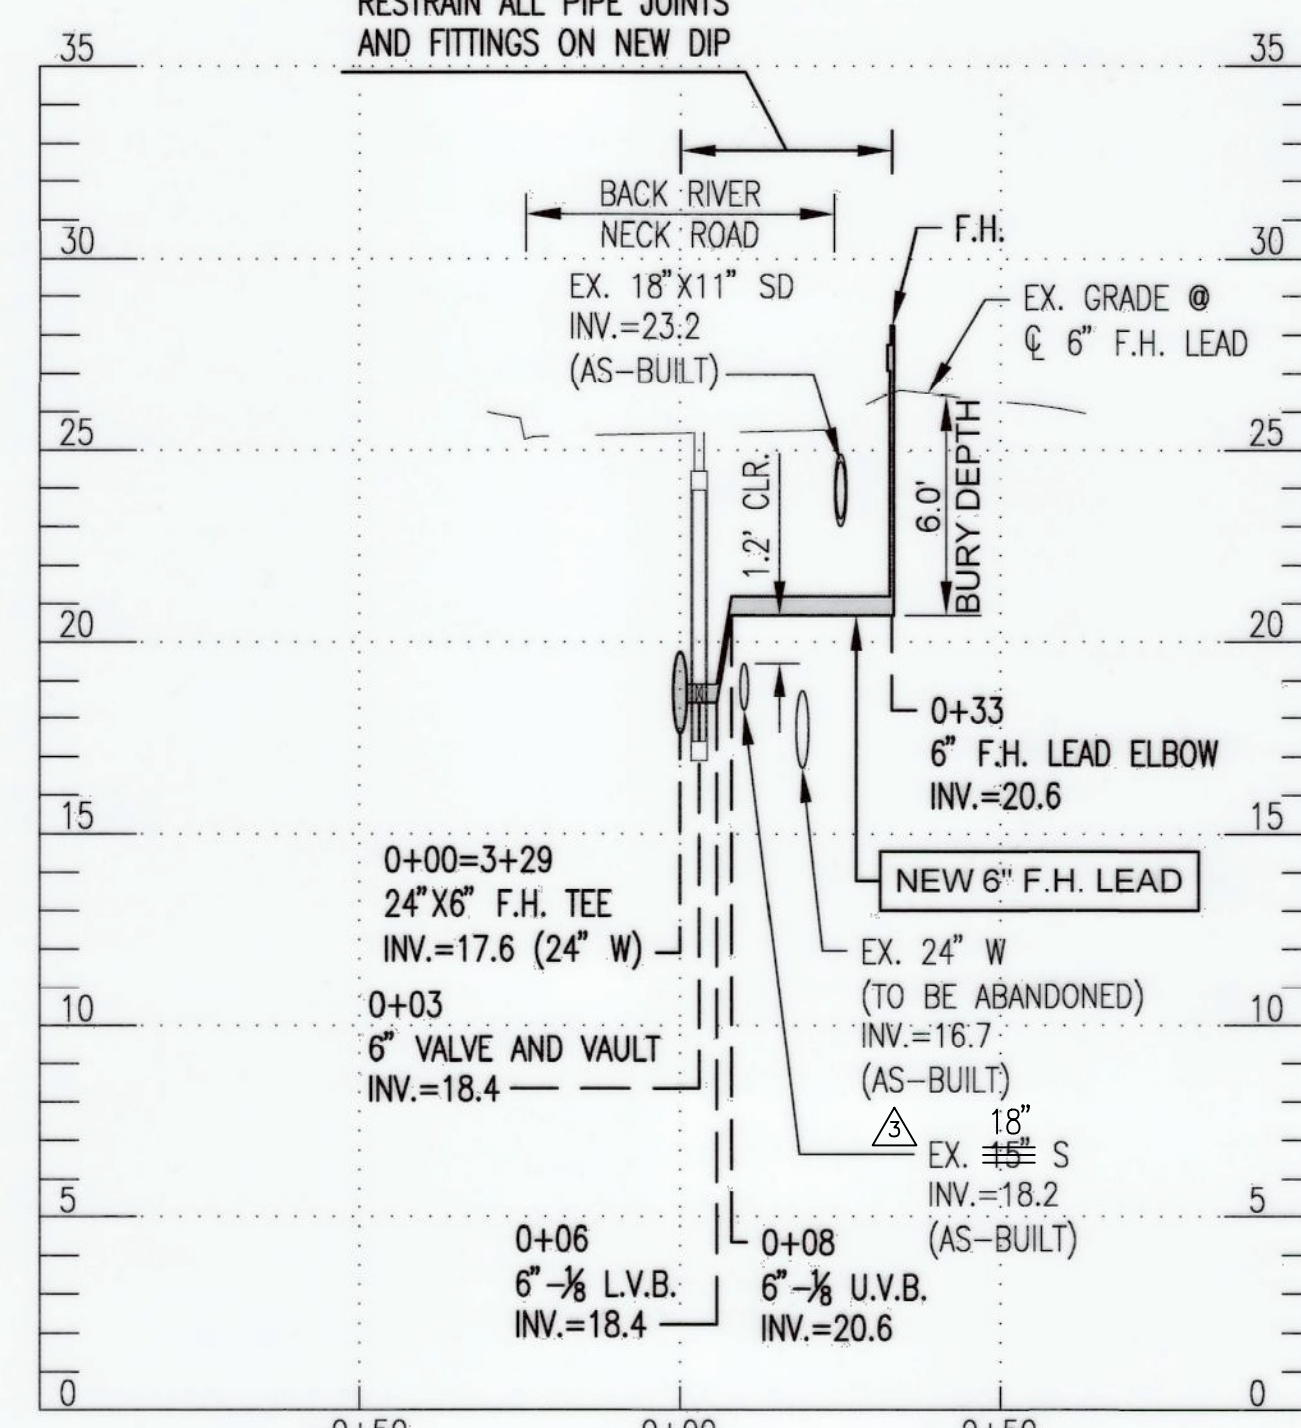 RESTRAIN ALL PIPE JOINTS
AND FITTINGS ON NEW DIP
35
35
BACK RIVER
NECK ROAD
F.H.
30
30
EX. 18"X11" SD
INV.=23.2
(AS-BUILT)
EX. GRADE @
℄ 6" F.H. LEAD
25
25
1.2' CLR.
6.0'
BURY DEPTH
20
20
0+33
6" F.H. LEAD ELBOW
INV.=20.6
15
15
0+00=3+29
24"X6" F.H. TEE
INV.=17.6 (24" W)
NEW 6" F.H. LEAD
EX. 24" W
(TO BE ABANDONED)
INV.=16.7
(AS-BUILT)
0+03
6" VALVE AND VAULT
INV.=18.4
10
10
3
18"
EX. 15" S
INV.=18.2
(AS-BUILT)
5
5
0+06
6"-⅛ L.V.B.
INV.=18.4
0+08
6"-⅛ U.V.B.
INV.=20.6
0
0
0+50
0+00
0+50